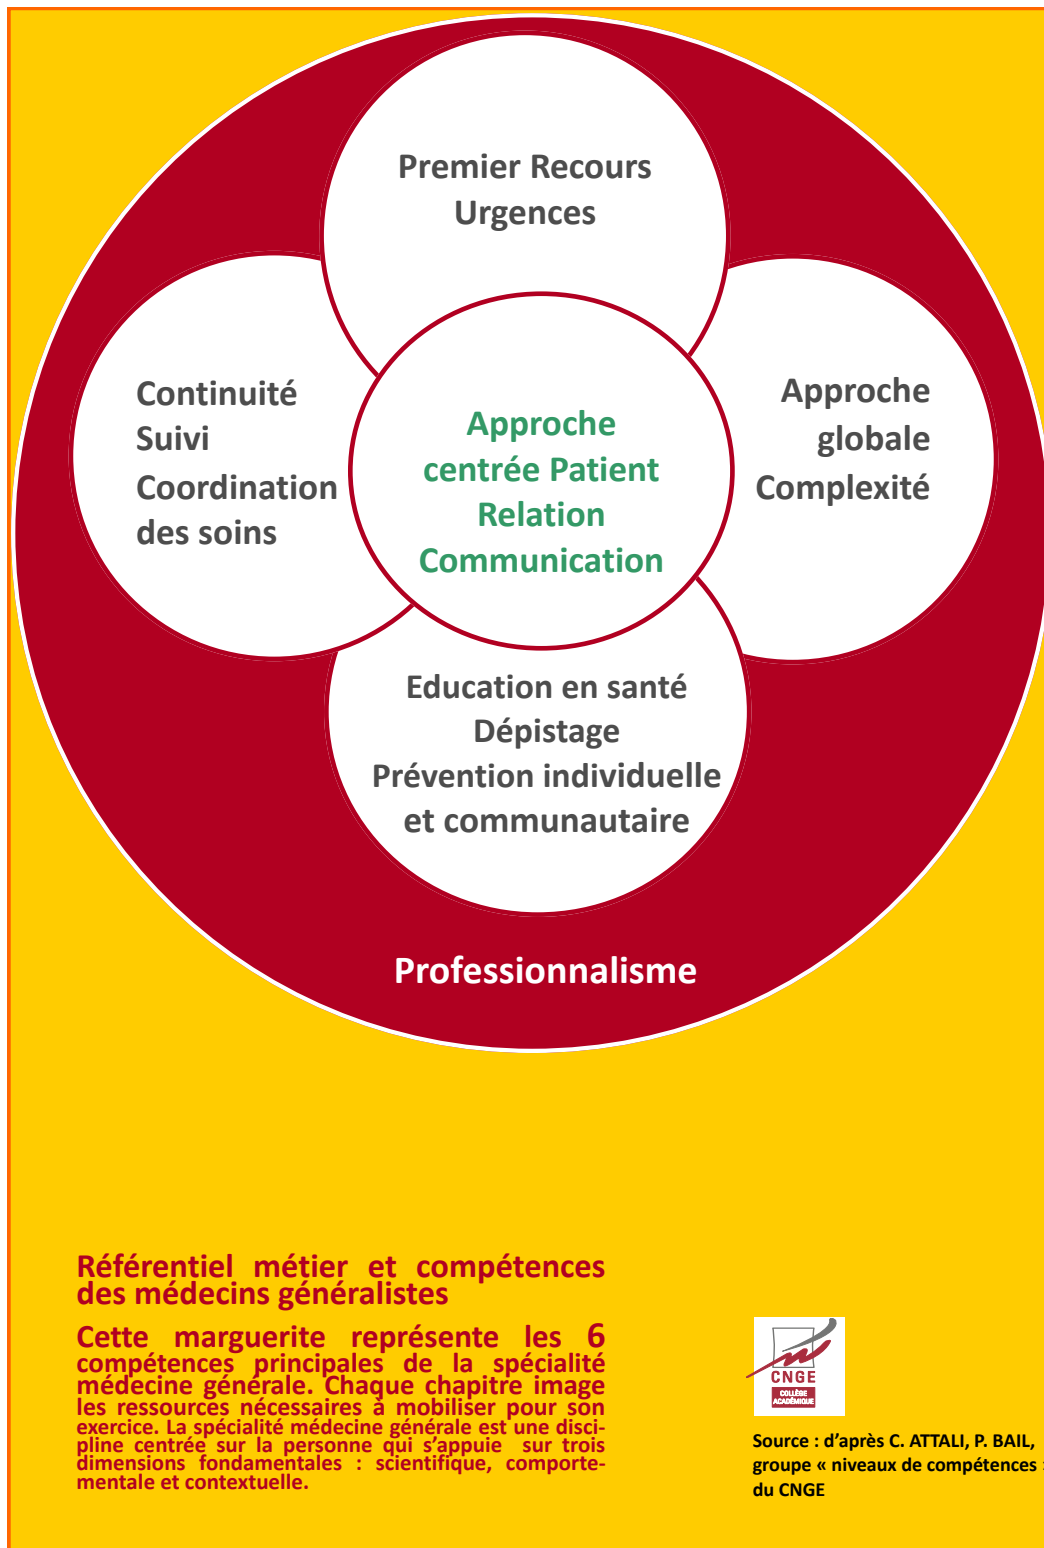 Premier Recours
Urgences
Continuité
Suivi
Coordination
des soins
Approche
centrée Patient
Relation
Communication
Approche
globale
Complexité
Education en santé
Dépistage
Prévention individuelle
et communautaire
Professionnalisme
Référentiel métier et compétences
des médecins généralistes
Cette marguerite représente les 6
compétences principales de la spécialité
médecine générale. Chaque chapitre image
les ressources nécessaires à mobiliser pour son
exercice. La spécialité médecine générale est une disci-
pline centrée sur la personne qui s’appuie sur trois
dimensions fondamentales : scientifique, comporte-
mentale et contextuelle.
CNGE
COLLÈGE
ACADÉMIQUE
Source : d’après C. ATTALI, P. BAIL,
groupe « niveaux de compétences »
du CNGE